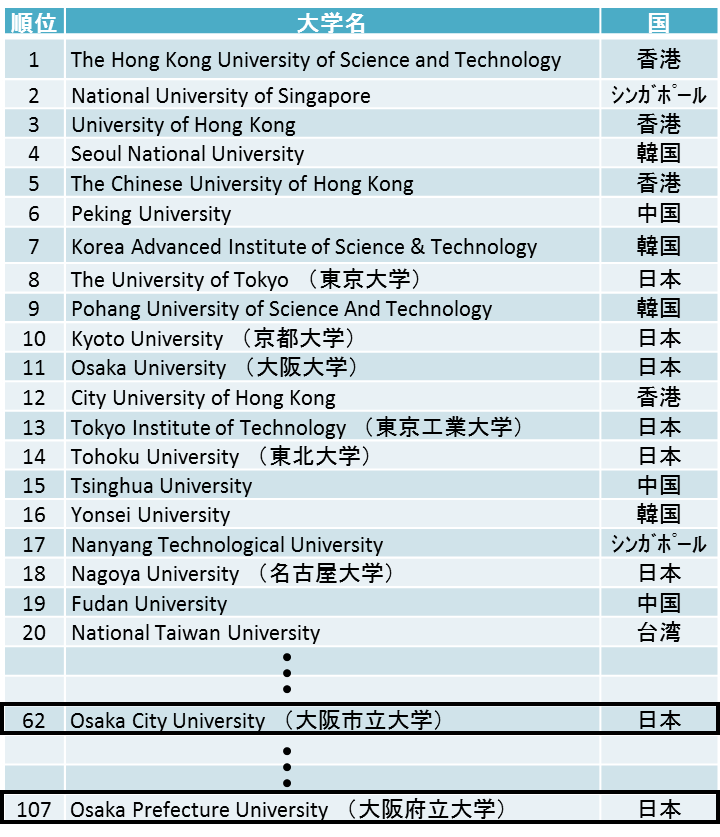 順位 大学名 国
1 The Hong Kong University of Science and Technology 香港
2 National University of Singapore ｼﾝｶﾞﾎﾟｰﾙ
3 University of Hong Kong 香港
4 Seoul National University 韓国
5 The Chinese University of Hong Kong 香港
6 Peking University 中国
7 Korea Advanced Institute of Science & Technology 韓国
8 The University of Tokyo （東京大学） 日本
9 Pohang University of Science And Technology 韓国
10 Kyoto University （京都大学） 日本
11 Osaka University （大阪大学） 日本
12 City University of Hong Kong 香港
13 Tokyo Institute of Technology （東京工業大学） 日本
14 Tohoku University （東北大学） 日本
15 Tsinghua University 中国
16 Yonsei University 韓国
17 Nanyang Technological University ｼﾝｶﾞﾎﾟｰﾙ
18 Nagoya University （名古屋大学） 日本
19 Fudan University 中国
20 National Taiwan University 台湾
62 Osaka City University （大阪市立大学） 日本
107 Osaka Prefecture University （大阪府立大学） 日本